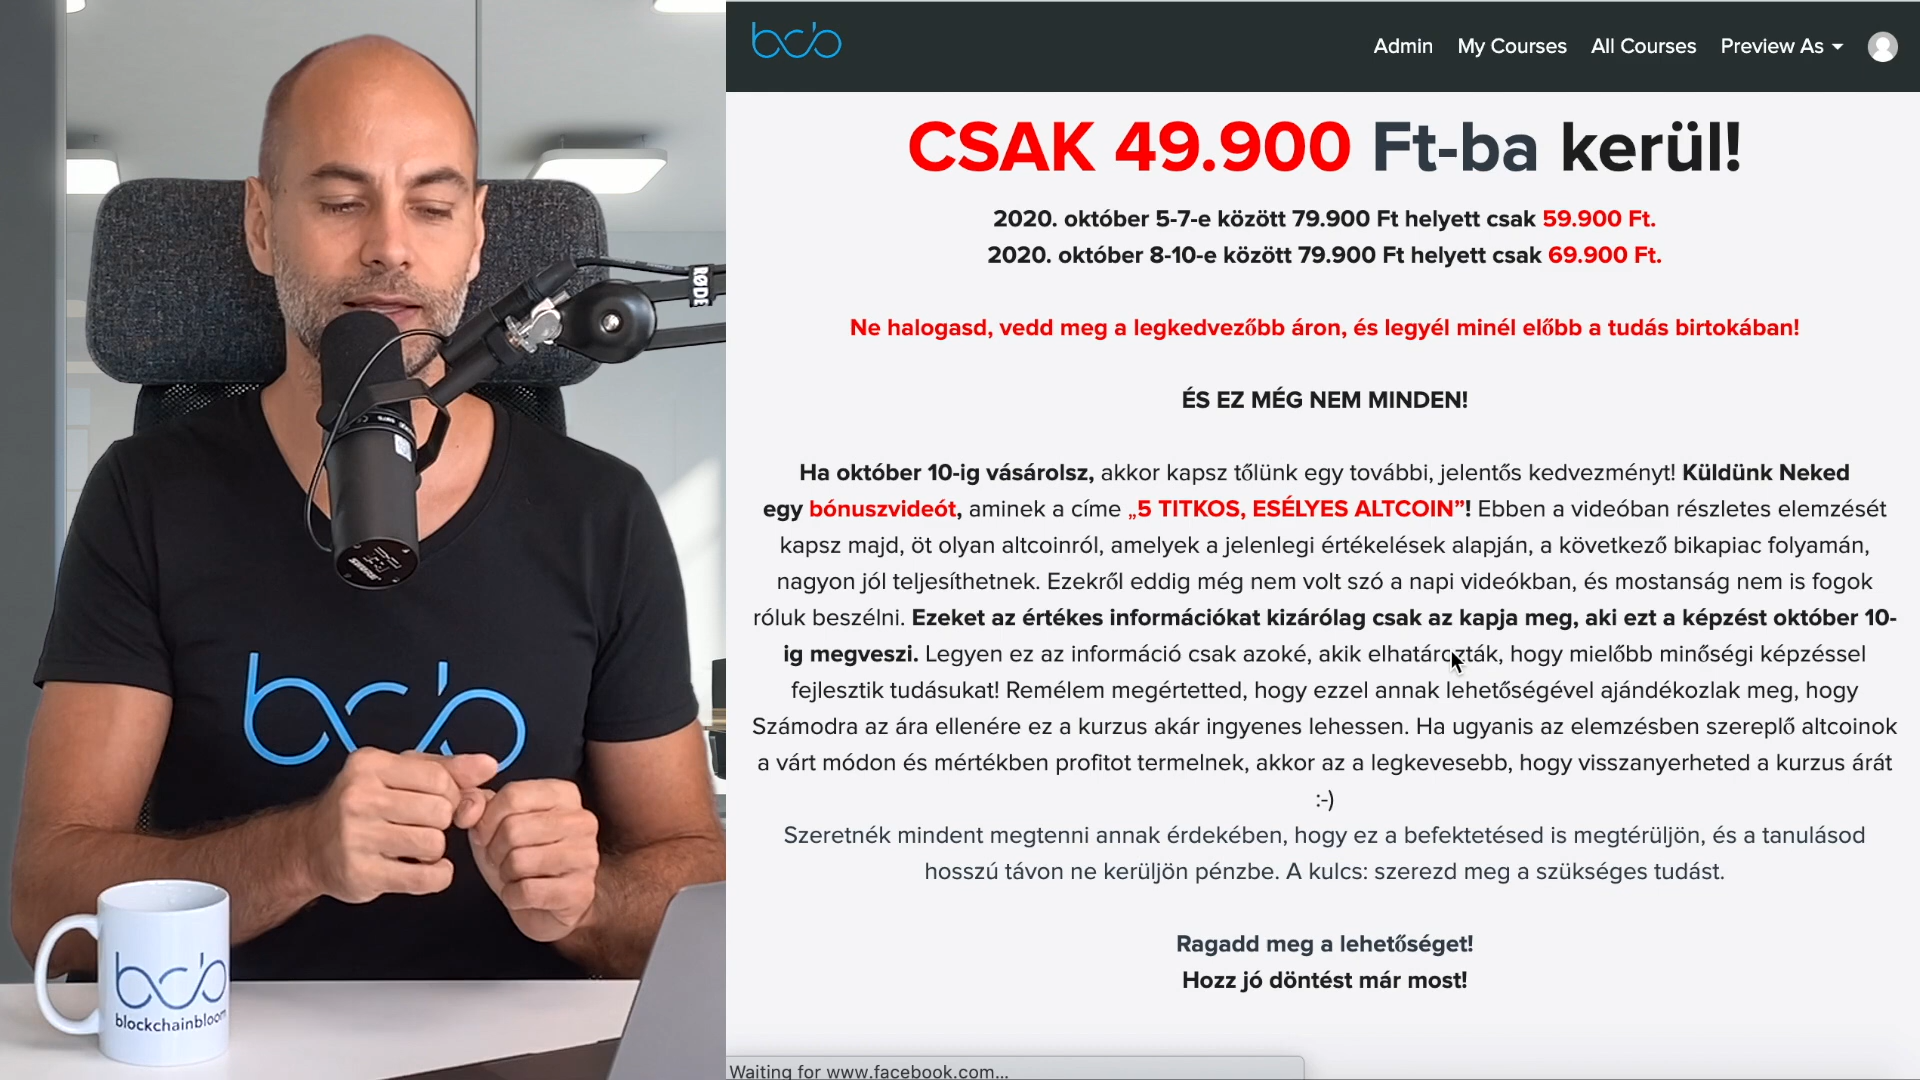 bcb
Admin My Courses All Courses Preview As
CSAK 49.900 Ft-ba kerül!
2020. október 5-7-e között 79.900 Ft helyett csak 59.900 Ft.
2020. október 8-10-e között 79.900 Ft helyett csak 69.900 Ft.
Ne halogasd, vedd meg a legkedvezőbb áron, és legyél minél előbb a tudás birtokában!
ÉS EZ MÉG NEM MINDEN!
Ha október 10-ig vásárolsz, akkor kapsz tőlünk egy további, jelentős kedvezményt! Küldünk Neked
egy bónuszvideót, aminek a címe „5 TITKOS, ESÉLYES ALTCOIN”! Ebben a videóban részletes elemzését
kapsz majd, öt olyan altcoinról, amelyek a jelenlegi értékelések alapján, a következő bikapiac folyamán,
nagyon jól teljesíthetnek. Ezekről eddig még nem volt szó a napi videókban, és mostanság nem is fogok
róluk beszélni. Ezeket az értékes információkat kizárólag csak az kapja meg, aki ezt a képzést október 10-
ig megveszi. Legyen ez az információ csak azoké, akik elhatározták, hogy mielőbb minőségi képzéssel
fejlesztik tudásukat! Remélem megértetted, hogy ezzel annak lehetőségével ajándékozlak meg, hogy
Számodra az ára ellenére ez a kurzus akár ingyenes lehessen. Ha ugyanis az elemzésben szereplő altcoinok
a várt módon és mértékben profitot termelnek, akkor az a legkevesebb, hogy visszanyerheted a kurzus árát
:-)
Szeretnék mindent megtenni annak érdekében, hogy ez a befektetésed is megtérüljön, és a tanulásod
hosszú távon ne kerüljön pénzbe. A kulcs: szerezd meg a szükséges tudást.
Ragadd meg a lehetőséget!
Hozz jó döntést már most!
Waiting for www.facebook.com...
RØDE
bcb
bcb
blockchainbloom